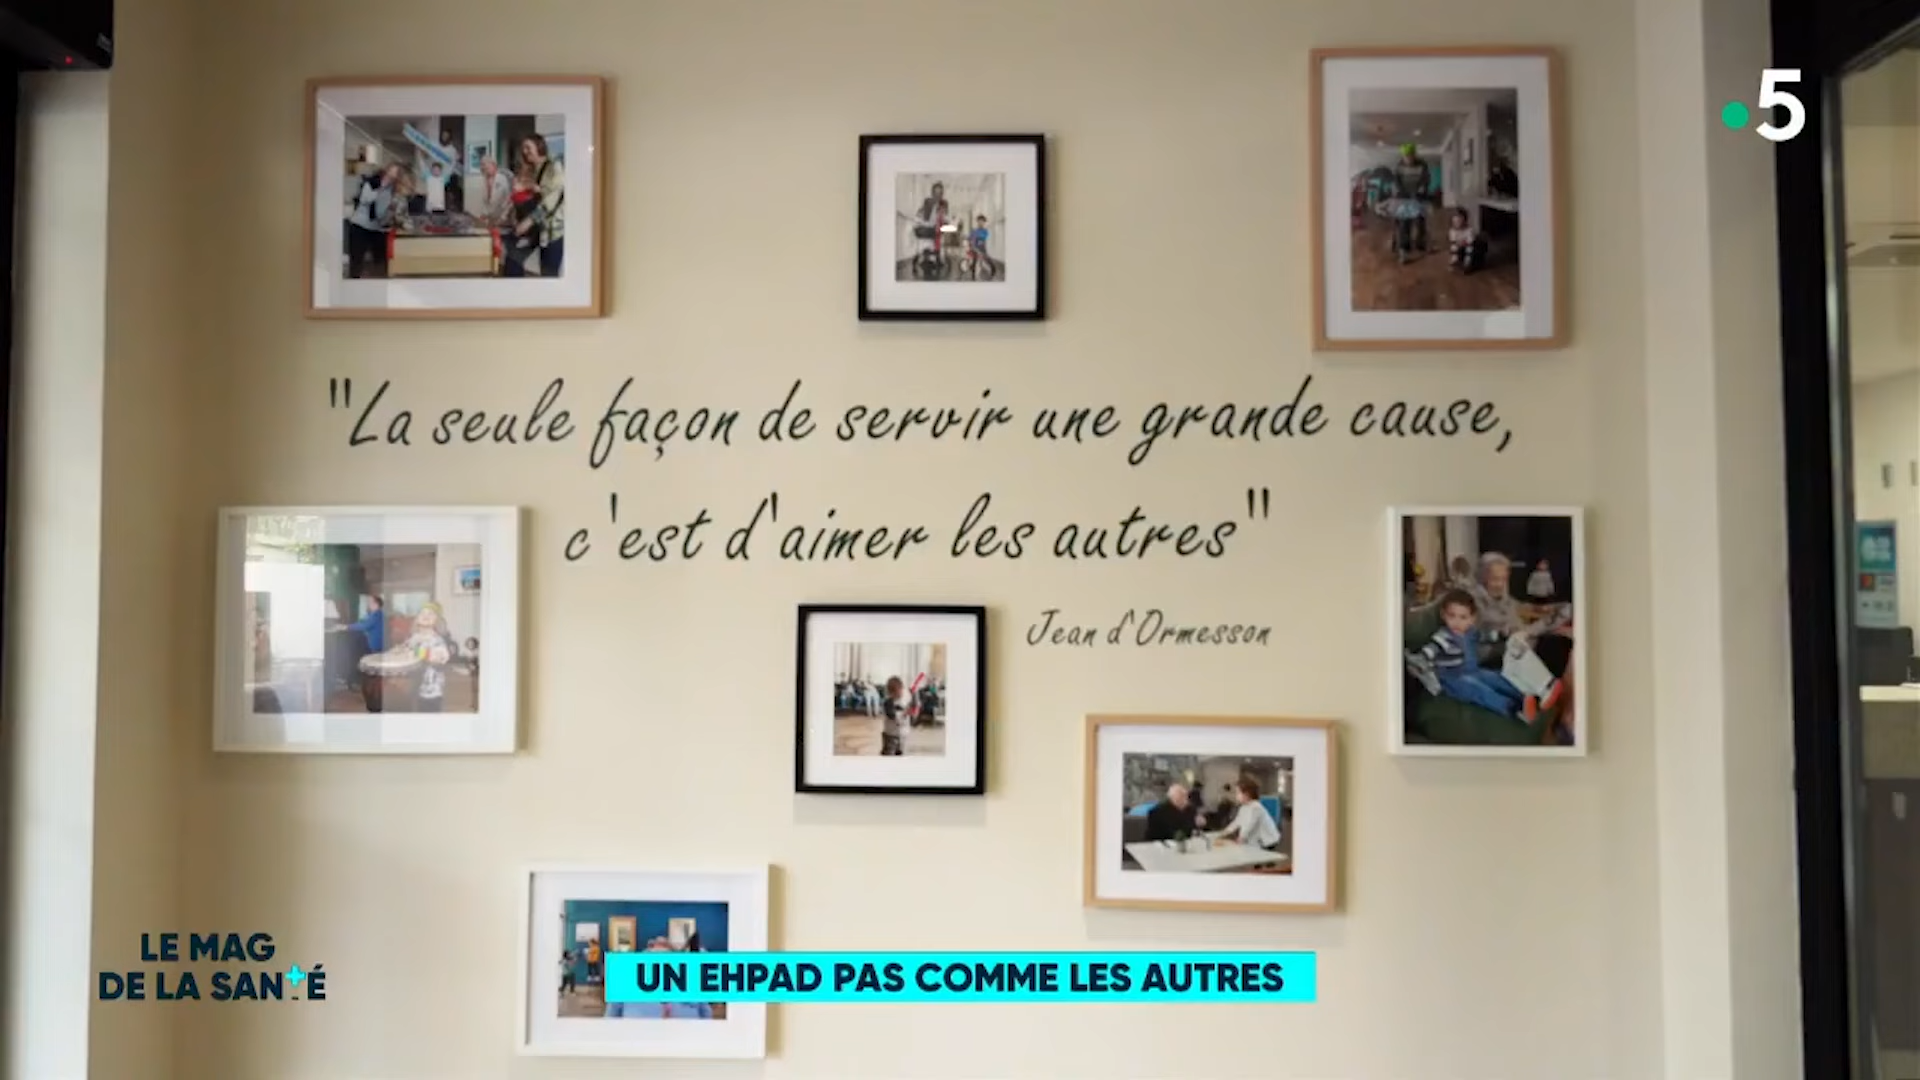 5
"La seule façon de servir une grande cause,
c'est d'aimer les autres"
Jean d'Ormesson
LE MAG
DE LA SANTÉ
UN EHPAD PAS COMME LES AUTRES